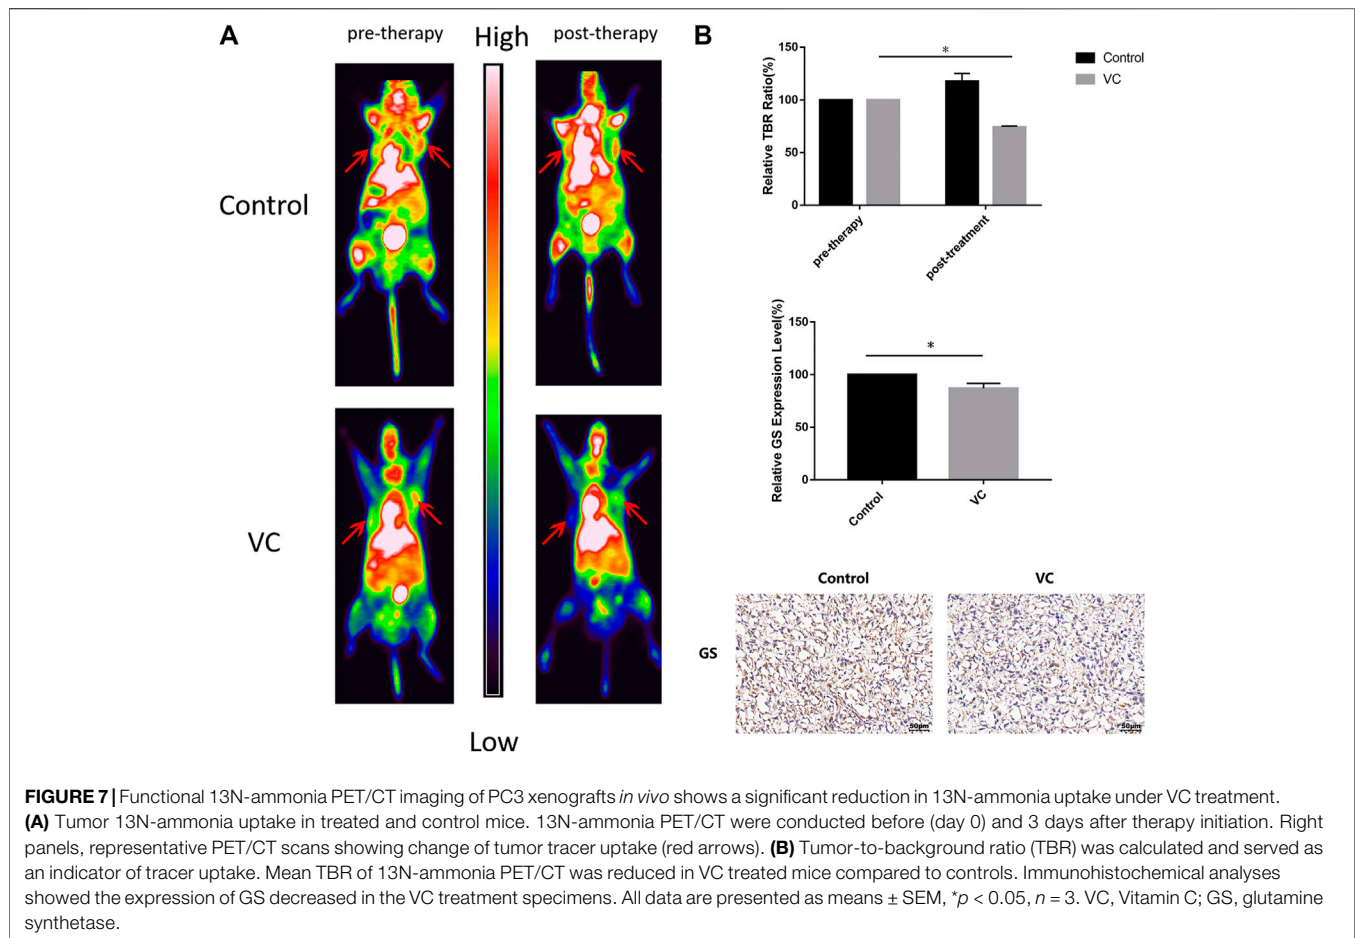 A
pre-therapy
High
post-therapy
Control
VC
Low
B
150
100
50
0
Relative TBR Ratio(%)
*
Control
VC
pre-therapy
post-treatment
150
100
50
0
Relative GS Expression Level(%)
*
Control
VC
Control
VC
GS
50μm
50μm
FIGURE 7 | Functional 13N-ammonia PET/CT imaging of PC3 xenografts in vivo shows a significant reduction in 13N-ammonia uptake under VC treatment.
(A) Tumor 13N-ammonia uptake in treated and control mice. 13N-ammonia PET/CT were conducted before (day 0) and 3 days after therapy initiation. Right
panels, representative PET/CT scans showing change of tumor tracer uptake (red arrows). (B) Tumor-to-background ratio (TBR) was calculated and served as
an indicator of tracer uptake. Mean TBR of 13N-ammonia PET/CT was reduced in VC treated mice compared to controls. Immunohistochemical analyses
showed the expression of GS decreased in the VC treatment specimens. All data are presented as means ± SEM, *p < 0.05, n = 3. VC, Vitamin C; GS, glutamine
synthetase.